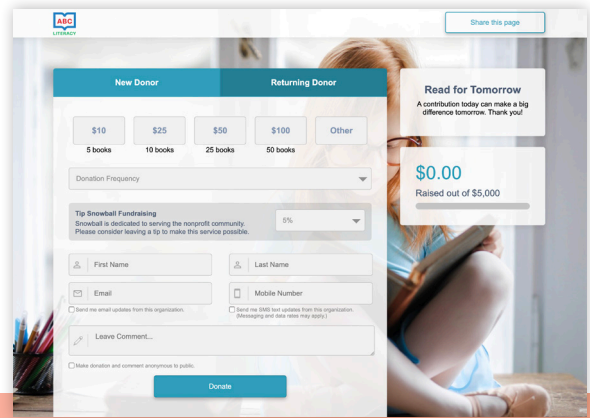 ABC
LITERACY
Share this page
New Donor
Returning Donor
$10
$25
$50
$100
Other
5 books
10 books
25 books
50 books
Donation Frequency
Tip Snowball Fundraising
Snowball is dedicated to serving the nonprofit community.
Please consider leaving a tip to make this service possible.
5%
First Name
Last Name
Email
Mobile Number
Send me email updates from this organization.
Send me SMS text updates from this organization.
(Messaging and data rates may apply.)
Leave Comment...
Make donation and comment anonymous to public.
Donate
Read for Tomorrow
A contribution today can make a big
difference tomorrow. Thank you!
$0.00
Raised out of $5,000